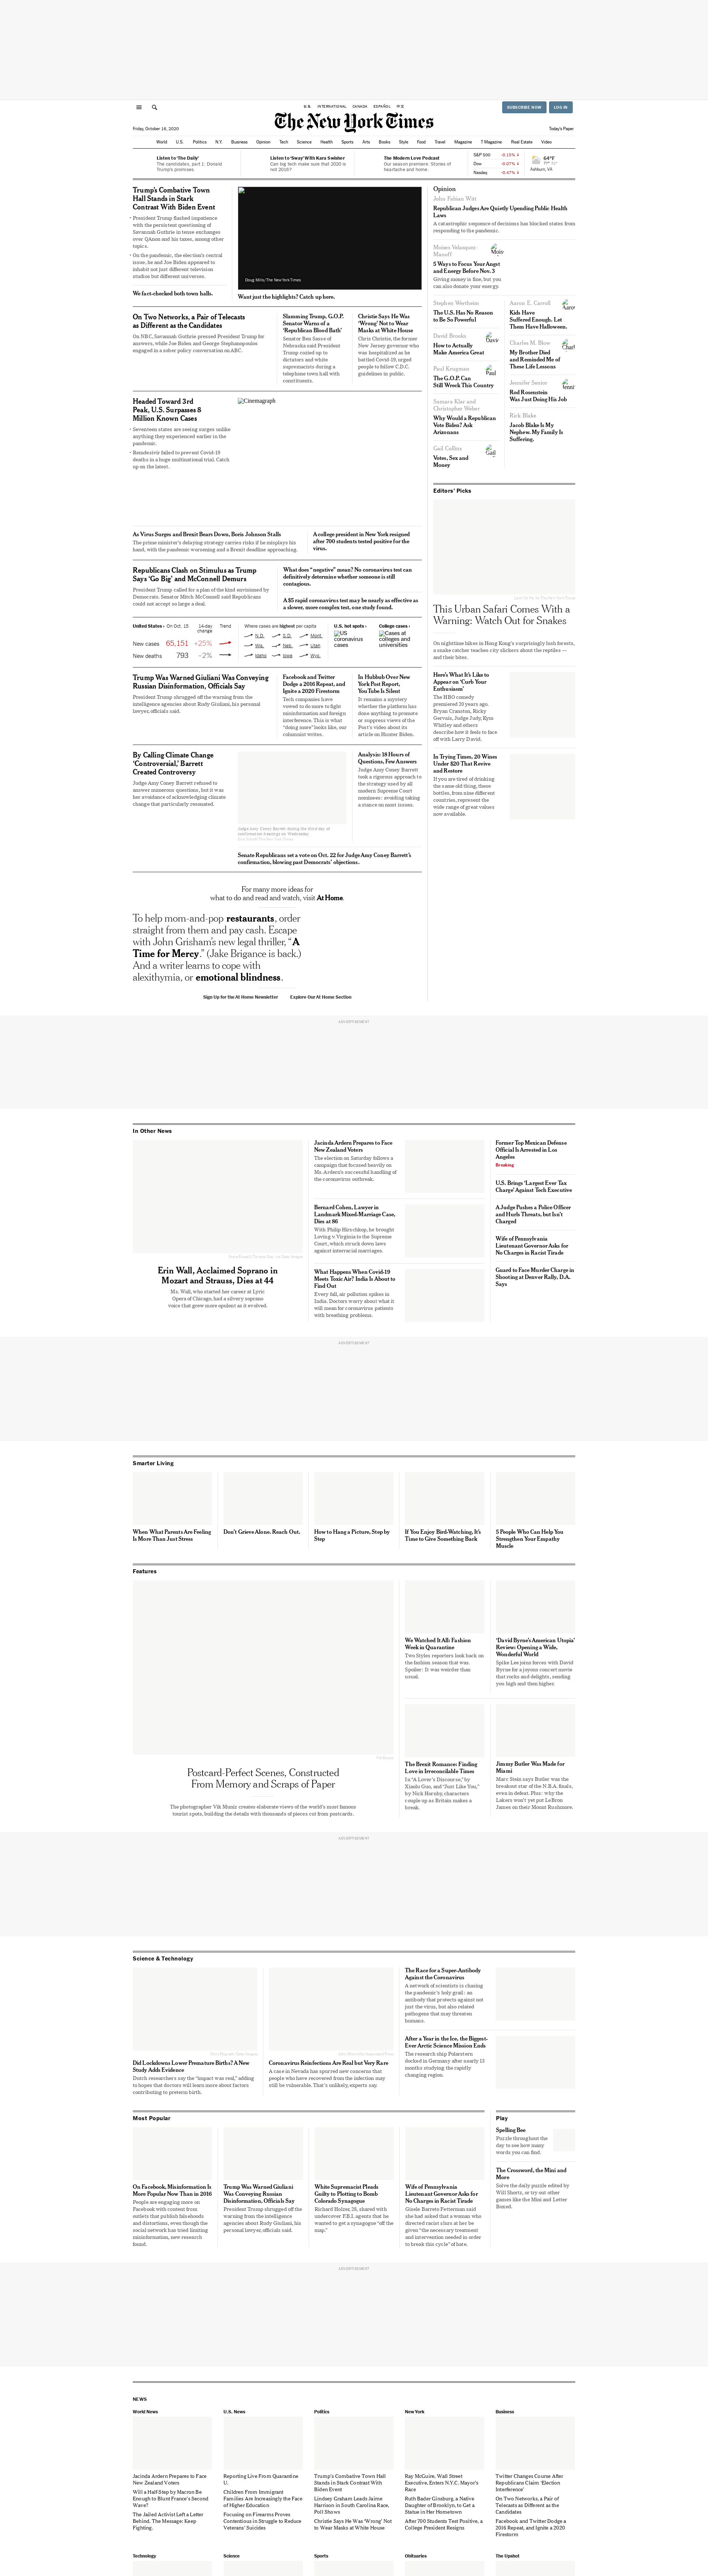 U.S. INTERNATIONAL CANADA ESPAÑOL 中文
SUBSCRIBE NOW LOG IN
The New York Times
Friday, October 16, 2020
Today's Paper
World U.S. Politics N.Y. Business Opinion Tech Science Health Sports Arts Books Style Food Travel Magazine T Magazine Real Estate Video
Listen to 'The Daily'
The candidates, part 1: Donald
Trump's promises.
Listen to 'Sway' With Kara Swisher
Can big tech make sure that 2020 is
not 2016?
The Modern Love Podcast
Season premiere: Stories of
heartache and home.
S&P 500 -0.15%
Dow -0.07%
Nasdaq -0.47%
64°F
Ashburn, VA
Trump's Combative Town
Hall Stands in Stark
Contrast With Biden Event
President Trump flashed impatience
with the persistent questioning of
Savannah Guthrie in tense exchanges
over QAnon and his taxes, among other
topics.
On the pandemic, the election's central
issue, he and Joe Biden appeared to
inhabit not just different television
studios but different universes.
We fact-checked both town halls.
Doug Mills/The New York Times
Want just the highlights? Catch up here.
On Two Networks, a Pair of Telecasts
as Different as the Candidates
On NBC, Savannah Guthrie pressed President Trump for
answers, while Joe Biden and George Stephanopoulos
engaged in a sober policy conversation on ABC.
Slamming Trump, G.O.P.
Senator Warns of a
'Republican Blood Bath'
Senator Ben Sasse of
Nebraska said President
Trump cozied up to
dictators and white
supremacists during a
telephone town hall with
constituents.
Christie Says He Was
'Wrong' Not to Wear
Masks at White House
Chris Christie, the former
New Jersey governor who
was hospitalized as he
battled Covid-19, urged
people to follow C.D.C.
guidelines in public.
Headed Toward 3rd
Peak, U.S. Surpasses 8
Million Known Cases
Seventeen states are seeing surges unlike
anything they experienced earlier in the
pandemic.
Remdesivir failed to prevent Covid-19
deaths in a huge multinational trial. Catch
up on the latest.
Cinemagraph
As Virus Surges and Brexit Bears Down, Boris Johnson Stalls
The prime minister's delaying strategy carries risks if he misplays his
hand, with the pandemic worsening and a Brexit deadline approaching.
A college president in New York resigned
after 700 students tested positive for the
virus.
Republicans Clash on Stimulus as Trump
Says 'Go Big' and McConnell Demurs
President Trump called for a plan of the kind envisioned by
Democrats. Senator Mitch McConnell said Republicans
could not accept so large a deal.
What does "negative" mean? No coronavirus test can
definitively determine whether someone is still
contagious.
A $5 rapid coronavirus test may be nearly as effective as
a slower, more complex test, one study found.
United States › On Oct. 15 14-day change Trend
New cases 65,151 +25%
New deaths 793 –2%
Where cases are highest per capita
N.D. S.D. Mont.
Wis. Neb. Utah
Idaho Iowa Wyo.
U.S. hot spots ›
US
coronavirus
cases
College cases ›
Cases at
colleges and
universities
Trump Was Warned Giuliani Was Conveying
Russian Disinformation, Officials Say
President Trump shrugged off the warning from the
intelligence agencies about Rudy Giuliani, his personal
lawyer, officials said.
Facebook and Twitter
Dodge a 2016 Repeat, and
Ignite a 2020 Firestorm
Tech companies have
vowed to do more to fight
misinformation and foreign
interference. This is what
"doing more" looks like, our
columnist writes.
In Hubbub Over New
York Post Report,
YouTube Is Silent
It remains a mystery
whether the platform has
done anything to promote
or suppress views of the
Post's video about its
article on Hunter Biden.
By Calling Climate Change
'Controversial,' Barrett
Created Controversy
Judge Amy Coney Barrett refused to
answer numerous questions, but it was
her avoidance of acknowledging climate
change that particularly resonated.
Judge Amy Coney Barrett during the third day of
confirmation hearings on Wednesday.
Analysis: 18 Hours of
Questions, Few Answers
Judge Amy Coney Barrett
took a rigorous approach to
the strategy used by all
modern Supreme Court
nominees: avoiding taking
a stance on most issues.
Senate Republicans set a vote on Oct. 22 for Judge Amy Coney Barrett's
confirmation, blowing past Democrats' objections.
For many more ideas for
what to do and read and watch, visit At Home.
To help mom-and-pop restaurants, order
straight from them and pay cash. Escape
with John Grisham's new legal thriller, "A
Time for Mercy." (Jake Brigance is back.)
And a writer learns to cope with
alexithymia, or emotional blindness.
Sign Up for the At Home Newsletter Explore Our At Home Section
Opinion
John Fabian Witt
Republican Judges Are Quietly Upending Public Health
Laws
A catastrophic sequence of decisions has blocked states from
responding to the pandemic.
Moises Velasquez-
Manoff
5 Ways to Focus Your Angst
and Energy Before Nov. 3
Giving money is fine, but you
can also donate your energy.
Stephen Wertheim
The U.S. Has No Reason
to Be So Powerful
David Brooks
How to Actually
Make America Great
Paul Krugman
The G.O.P. Can
Still Wreck This Country
Samara Klar and
Christopher Weber
Why Would a Republican
Vote Biden? Ask
Arizonans
Gail Collins
Votes, Sex and
Money
Aaron E. Carroll
Kids Have
Suffered Enough. Let
Them Have Halloween.
Charles M. Blow
My Brother Died
and Reminded Me of
These Life Lessons
Jennifer Senior
Rod Rosenstein
Was Just Doing His Job
Rick Blake
Jacob Blake Is My
Nephew. My Family Is
Suffering.
Editors' Picks
This Urban Safari Comes With a
Warning: Watch Out for Snakes
On nighttime hikes in Hong Kong's surprisingly lush forests,
a snake catcher teaches city slickers about the reptiles —
and their bites.
Here's What It's Like to
Appear on 'Curb Your
Enthusiasm'
The HBO comedy
premiered 20 years ago.
Bryan Cranston, Ricky
Gervais, Judge Judy, Kym
Whitley and others
describe how it feels to face
off with Larry David.
In Trying Times, 20 Wines
Under $20 That Revive
and Restore
If you are tired of drinking
the same old thing, these
bottles, from nine different
countries, represent the
wide range of great values
now available.
ADVERTISEMENT
In Other News
Erin Wall, Acclaimed Soprano in
Mozart and Strauss, Dies at 44
Ms. Wall, who started her career at Lyric
Opera of Chicago, had a silvery soprano
voice that grew more opulent as it evolved.
Jacinda Ardern Prepares to Face
New Zealand Voters
The election on Saturday follows a
campaign that focused heavily on
Ms. Ardern's successful handling of
the coronavirus outbreak.
Bernard Cohen, Lawyer in
Landmark Mixed-Marriage Case,
Dies at 86
With Philip Hirschkop, he brought
Loving v. Virginia to the Supreme
Court, which struck down laws
against interracial marriages.
What Happens When Covid-19
Meets Toxic Air? India Is About to
Find Out
Every fall, air pollution spikes in
India. Doctors worry about what it
will mean for coronavirus patients
with breathing problems.
Former Top Mexican Defense
Official Is Arrested in Los
Angeles
Breaking
U.S. Brings 'Largest Ever Tax
Charge' Against Tech Executive
A Judge Pushes a Police Officer
and Hurls Threats, but Isn't
Charged
Wife of Pennsylvania
Lieutenant Governor Asks for
No Charges in Racist Tirade
Guard to Face Murder Charge in
Shooting at Denver Rally, D.A.
Says
ADVERTISEMENT
Smarter Living
When What Parents Are Feeling
Is More Than Just Stress
Don't Grieve Alone. Reach Out.
How to Hang a Picture, Step by
Step
If You Enjoy Bird-Watching, It's
Time to Give Something Back
5 People Who Can Help You
Strengthen Your Empathy
Muscle
Features
Postcard-Perfect Scenes, Constructed
From Memory and Scraps of Paper
The photographer Vik Muniz creates elaborate views of the world's most famous
tourist spots, building the details with thousands of pieces cut from postcards.
We Watched It All: Fashion
Week in Quarantine
Two Styles reporters look back on
the fashion season that was.
Spoiler: It was weirder than
usual.
'David Byrne's American Utopia'
Review: Opening a Wide,
Wonderful World
Spike Lee joins forces with David
Byrne for a joyous concert movie
that rocks and delights, sending
you high and then higher.
The Brexit Romance: Finding
Love in Irreconcilable Times
In "A Lover's Discourse," by
Xiaolu Guo, and "Just Like You,"
by Nick Hornby, characters
couple up as Britain makes a
break.
Jimmy Butler Was Made for
Miami
Marc Stein says Butler was the
breakout star of the N.B.A. finals,
even in defeat. Plus: why the
Lakers won't yet put LeBron
James on their Mount Rushmore.
ADVERTISEMENT
Science & Technology
Did Lockdowns Lower Premature Births? A New
Study Adds Evidence
Dutch researchers say the "impact was real," adding
to hopes that doctors will learn more about factors
contributing to preterm birth.
Coronavirus Reinfections Are Real but Very Rare
A case in Nevada has spurred new concerns that
people who have recovered from the infection may
still be vulnerable. That's unlikely, experts say.
The Race for a Super-Antibody
Against the Coronavirus
A network of scientists is chasing
the pandemic's holy grail: an
antibody that protects against not
just the virus, but also related
pathogens that may threaten
humans.
After a Year in the Ice, the Biggest-
Ever Arctic Science Mission Ends
The research ship Polarstern
docked in Germany after nearly 13
months studying the rapidly
changing region.
Most Popular
On Facebook, Misinformation Is
More Popular Now Than in 2016
People are engaging more on
Facebook with content from
outlets that publish falsehoods
and distortions, even though the
social network has tried limiting
misinformation, new research
found.
Trump Was Warned Giuliani
Was Conveying Russian
Disinformation, Officials Say
President Trump shrugged off the
warning from the intelligence
agencies about Rudy Giuliani, his
personal lawyer, officials said.
White Supremacist Pleads
Guilty to Plotting to Bomb
Colorado Synagogue
Richard Holzer, 28, shared with
undercover F.B.I. agents that he
wanted to get a synagogue "off the
map."
Wife of Pennsylvania
Lieutenant Governor Asks for
No Charges in Racist Tirade
Gisele Barreto Fetterman said
she had asked that a woman who
directed racist slurs at her be
given "the necessary treatment
and intervention needed in order
to break this cycle" of hate.
Play
Spelling Bee
Puzzle throughout the
day to see how many
words you can find.
The Crossword, the Mini and
More
Solve the daily puzzle edited by
Will Shortz, or try out other
games like the Mini and Letter
Boxed.
ADVERTISEMENT
NEWS
World News
Jacinda Ardern Prepares to Face
New Zealand Voters
Will a Half-Step by Macron Be
Enough to Blunt France's Second
Wave?
The Jailed Activist Left a Letter
Behind. The Message: Keep
Fighting.
U.S. News
Reporting Live From Quarantine
U.
Children From Immigrant
Families Are Increasingly the Face
of Higher Education
Focusing on Firearms Proves
Contentious in Struggle to Reduce
Veterans' Suicides
Politics
Trump's Combative Town Hall
Stands in Stark Contrast With
Biden Event
Lindsey Graham Leads Jaime
Harrison in South Carolina Race,
Poll Shows
Christie Says He Was 'Wrong' Not
to Wear Masks at White House
New York
Ray McGuire, Wall Street
Executive, Enters N.Y.C. Mayor's
Race
Ruth Bader Ginsburg, a Native
Daughter of Brooklyn, to Get a
Statue in Her Hometown
After 700 Students Test Positive, a
College President Resigns
Business
Twitter Changes Course After
Republicans Claim 'Election
Interference'
On Two Networks, a Pair of
Telecasts as Different as the
Candidates
Facebook and Twitter Dodge a
2016 Repeat, and Ignite a 2020
Firestorm
Technology Science Sports Obituaries The Upshot